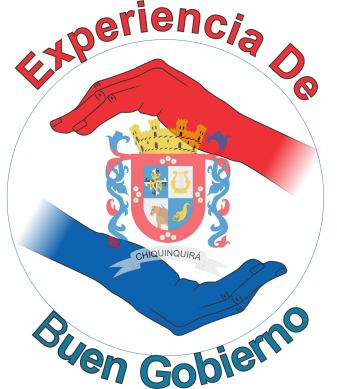 Experiencia De
CHIQUINQUIRÁ
Buen Gobierno